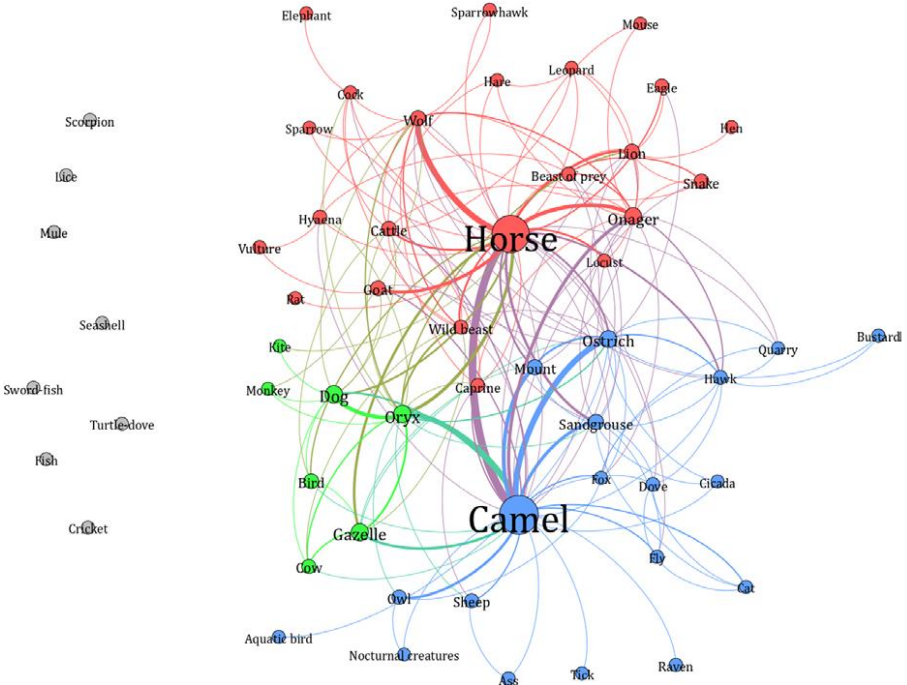 Elephant
Sparrowhawk
Mouse
Leopard
Hare
Eagle
Cock
Scorpion
Wolf
Sparrow
Hen
Lion
Lice
Beast of prey
Snake
Hyaena
Onager
Cattle
Mule
Horse
Vulture
Locust
Goat
Rat
Seashell
Wild beast
Bustard
Ostrich
Kite
Quarry
Mount
Hawk
Sword-fish
Monkey
Caprine
Dog
Oryx
Turtle-dove
Sandgrouse
Fish
Bird
Fox
Dove
Cicada
Camel
Cricket
Gazelle
Fly
Cow
Cat
Owl
Sheep
Aquatic bird
Nocturnal creatures
Raven
Tick
Ass